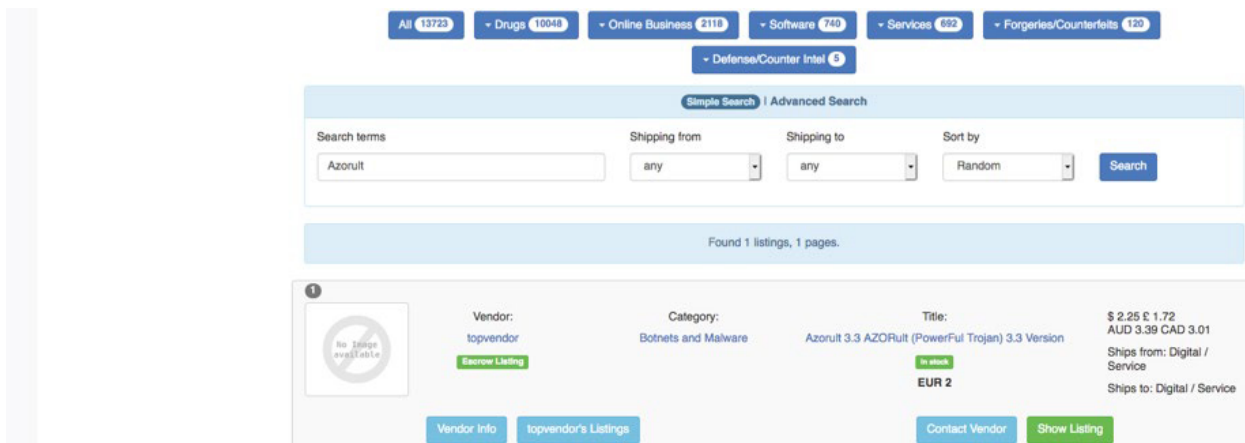 All 13723 Drugs 10048 Online Business 2118 Software 740 Services 692 Forgeries/Counterfeits 120
Defense/Counter Intel 5
Simple Search | Advanced Search
Search terms Shipping from Shipping to Sort by
Azorult any any Random Search
Found 1 listings, 1 pages.
1
No Image
available
Vendor:
topvendor
Escrow Listing
Category:
Botnets and Malware
Title:
Azorult 3.3 AZORult (PowerFul Trojan) 3.3 Version
In stock
EUR 2
$ 2.25 £ 1.72
AUD 3.39 CAD 3.01
Ships from: Digital /
Service
Ships to: Digital / Service
Vendor Info topvendor's Listings Contact Vendor Show Listing